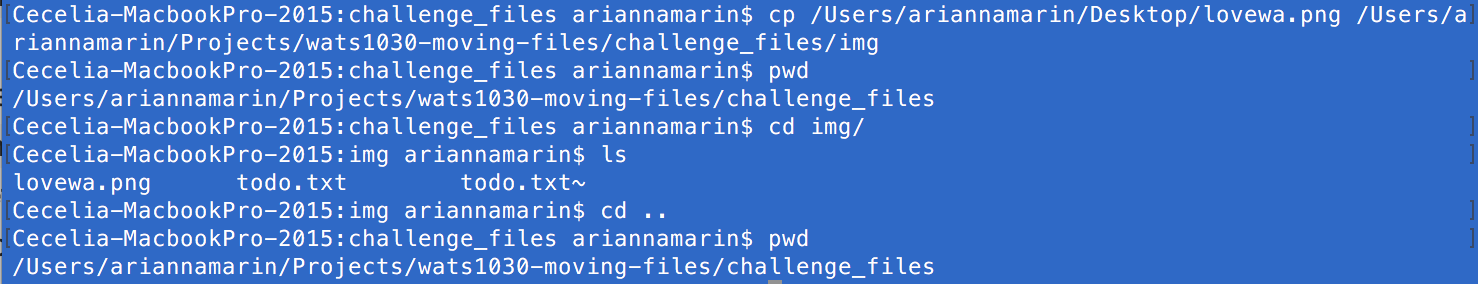 [Cecelia-MacbookPro-2015:challenge_files ariannamarin$ cp /Users/ariannamarin/Desktop/lovewa.png /Users/a]
riannamarin/Projects/wats1030-moving-files/challenge_files/img
[Cecelia-MacbookPro-2015:challenge_files ariannamarin$ pwd ]
/Users/ariannamarin/Projects/wats1030-moving-files/challenge_files
[Cecelia-MacbookPro-2015:challenge_files ariannamarin$ cd img/ ]
[Cecelia-MacbookPro-2015:img ariannamarin$ ls ]
lovewa.png todo.txt todo.txt~
[Cecelia-MacbookPro-2015:img ariannamarin$ cd .. ]
[Cecelia-MacbookPro-2015:challenge_files ariannamarin$ pwd ]
/Users/ariannamarin/Projects/wats1030-moving-files/challenge_files